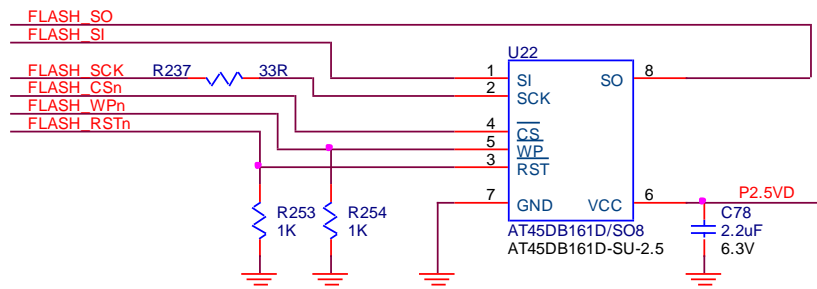 FLASH_SO
FLASH_SI
U22
FLASH_SCK R237 33R
FLASH_CSn
FLASH_WPn
FLASH_RSTn
1 SI SO 8
2 SCK
4 CS
5 WP
3 RST
7 GND VCC 6 P2.5VD
R253 R254 C78
1K 1K 2.2uF
AT45DB161D/SO8
AT45DB161D-SU-2.5 6.3V